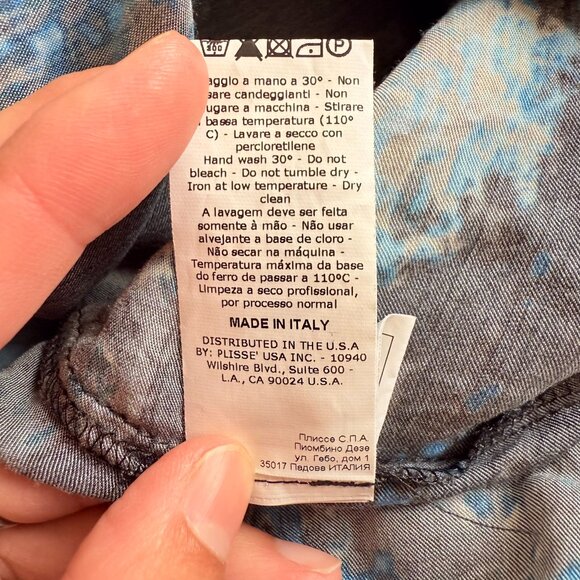 aggio a mano a 30° - Non
are candeggianti - Non
ugare a macchina - Stirare
bassa temperatura (110°
C) - Lavare a secco con
percloretilene
Hand wash 30° - Do not
bleach - Do not tumble dry -
Iron at low temperature - Dry
clean
A lavagem deve ser feita
somente à mão - Não usar
alvejante a base de cloro -
Não secar na máquina -
Temperatura máxima da base
do ferro de passar a 110°C -
Limpeza a seco profissional,
por processo normal
MADE IN ITALY
DISTRIBUTED IN THE U.S.A
BY: PLISSE' USA INC. - 10940
Wilshire Blvd., Suite 600 -
L.A., CA 90024 U.S.A.
Плиссе С.П.А.
Пиомбино Дезе
ул. Гебо, дом 1
35017 Падова ИТАЛИЯ